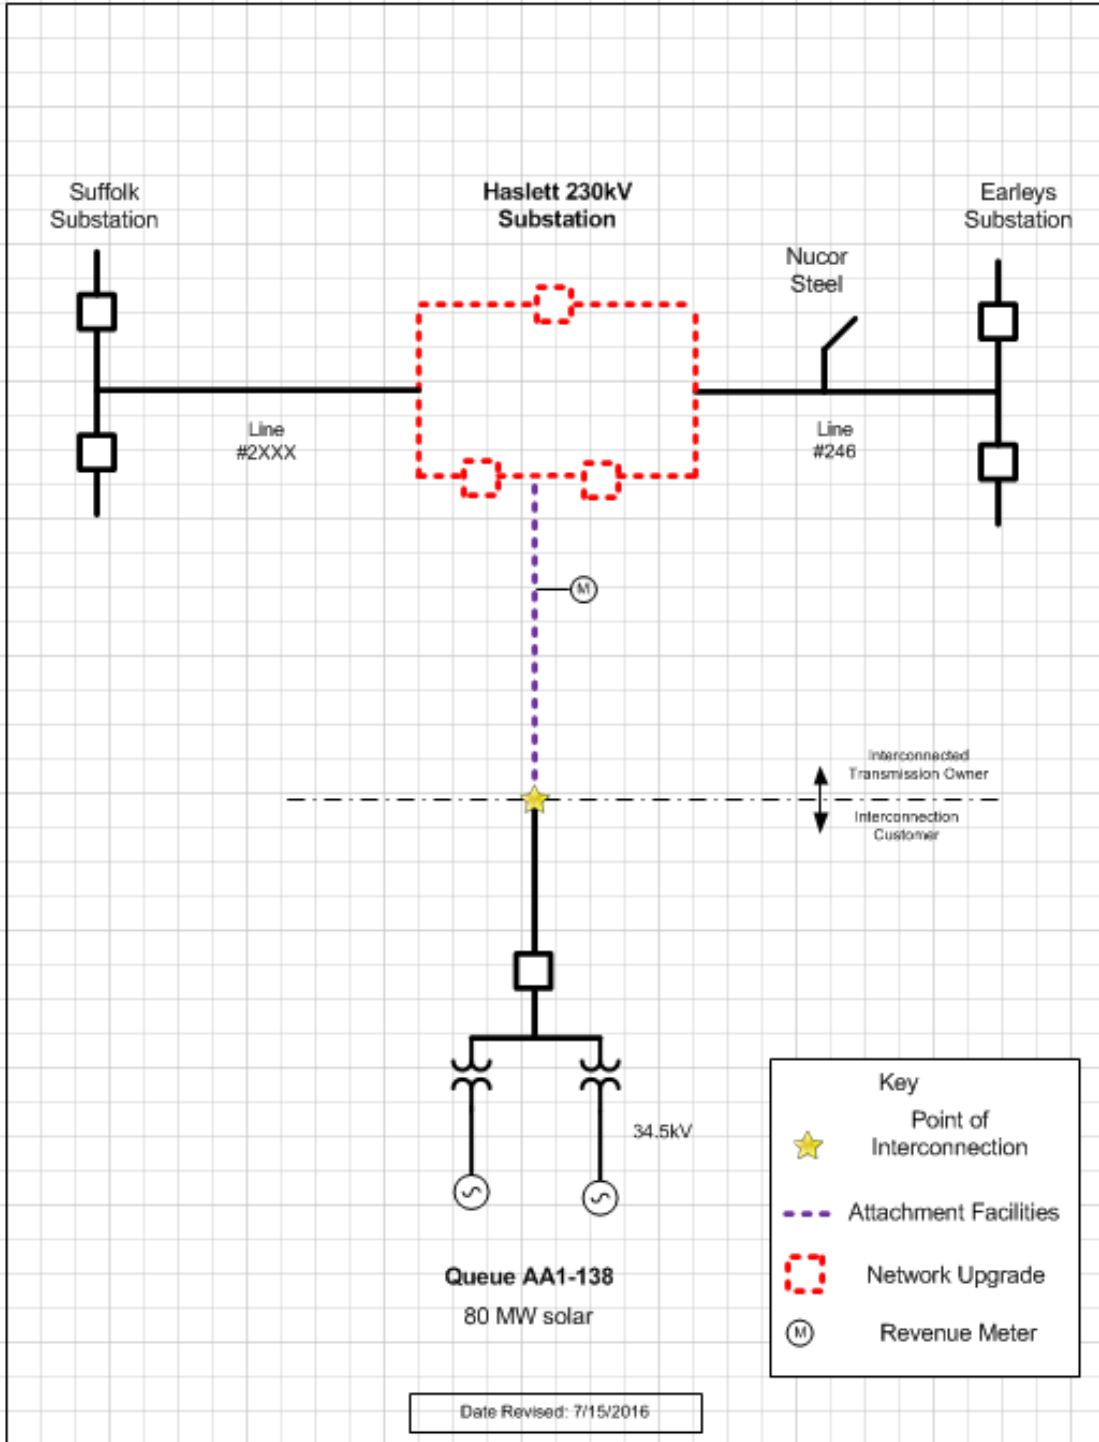 Suffolk
Substation
Haslett 230kV
Substation
Earleys
Substation
Nucor
Steel
Line
#2XXX
Line
#246
M
Interconnected
Transmission Owner
Interconnection
Customer
34.5kV
Queue AA1-138
80 MW solar
Key
Point of
Interconnection
Attachment Facilities
Network Upgrade
M
Revenue Meter
Date Revised: 7/15/2016